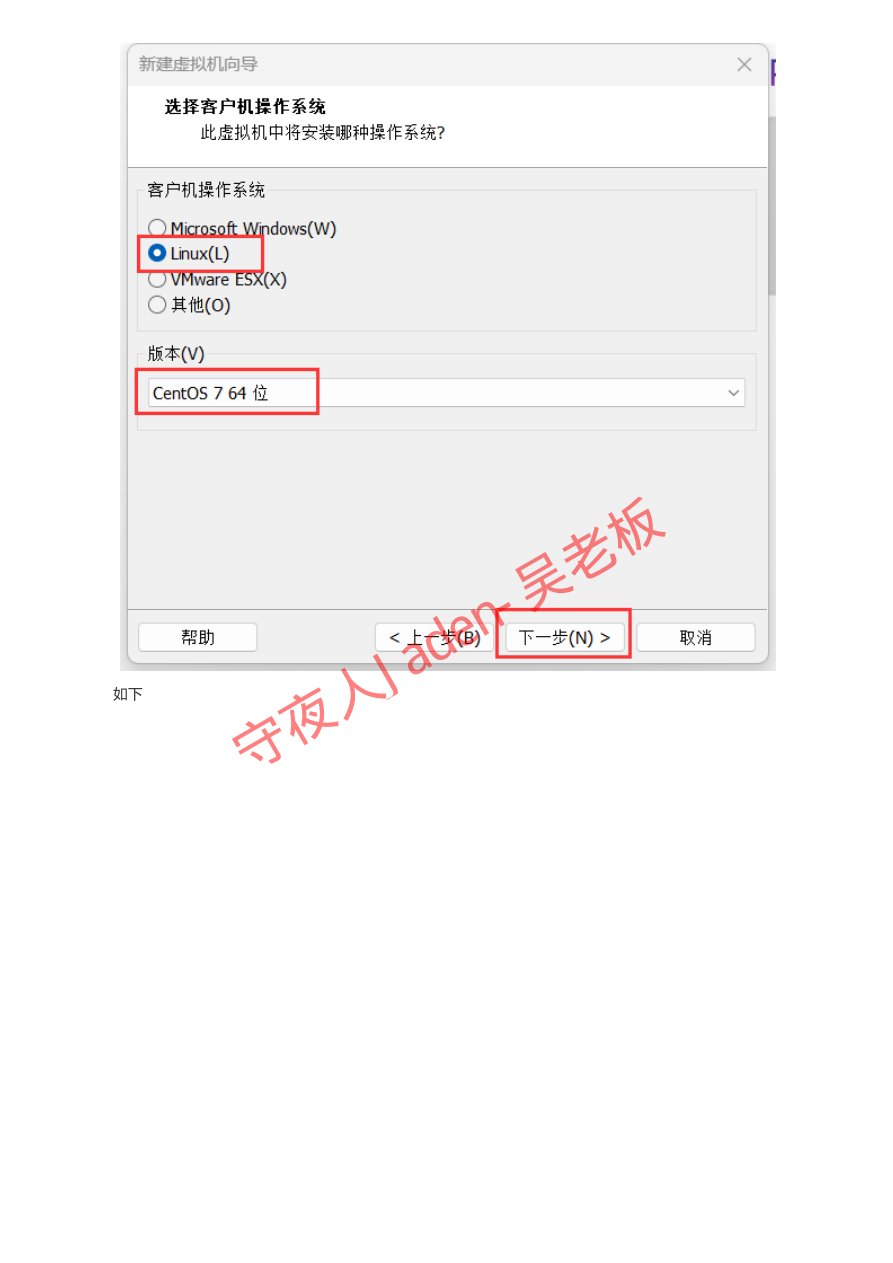 新建虚拟机向导
选择客户机操作系统
此虚拟机中将安装哪种操作系统?
客户机操作系统
Microsoft Windows(W)
Linux(L)
VMware ESX(X)
其他(O)
版本(V)
CentOS 7 64 位
帮助
< 上一步(B)
下一步(N) >
取消
守夜人J aden- 吴老板
如下